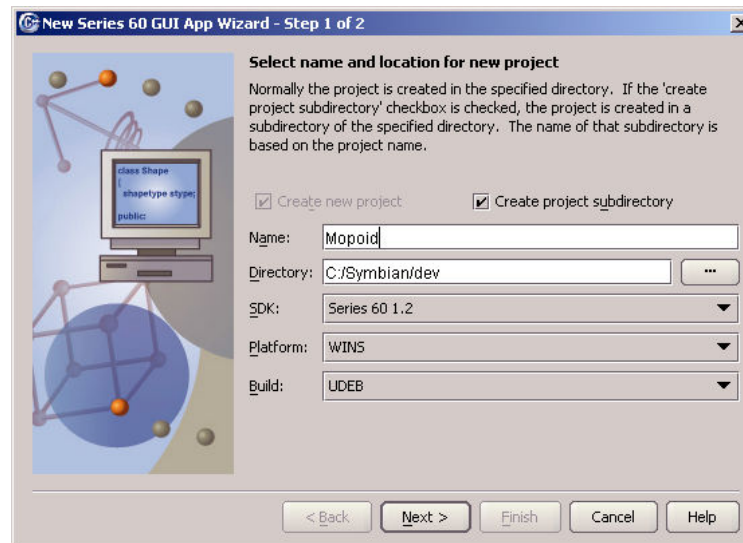 New Series 60 GUI App Wizard - Step 1 of 2
Select name and location for new project
Normally the project is created in the specified directory. If the 'create
project subdirectory' checkbox is checked, the project is created in a
subdirectory of the specified directory. The name of that subdirectory is
based on the project name.
class Shape
{
shapetype stype;
public:
Create new project
Create project subdirectory
Name: Mopoid
Directory: C:/Symbian/dev ...
SDK: Series 60 1.2
Platform: WINS
Build: UDEB
< Back Next > Finish Cancel Help